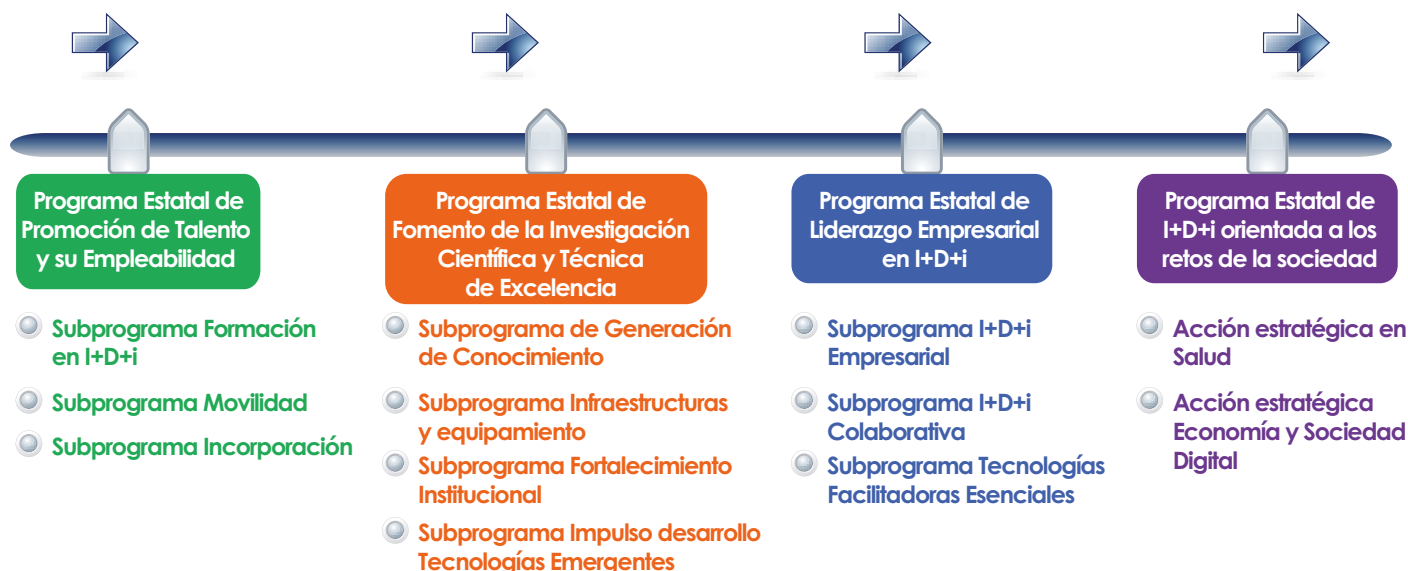 Programa Estatal de
Promoción de Talento
y su Empleabilidad
Subprograma Formación
en I+D+i
Subprograma Movilidad
Subprograma Incorporación
Programa Estatal de
Fomento de la Investigación
Científica y Técnica
de Excelencia
Subprograma de Generación
de Conocimiento
Subprograma Infraestructuras
y equipamiento
Subprograma Fortalecimiento
Institucional
Subprograma Impulso desarrollo
Tecnologías Emergentes
Programa Estatal de
Liderazgo Empresarial
en I+D+i
Subprograma I+D+i
Empresarial
Subprograma I+D+i
Colaborativa
Subprograma Tecnologías
Facilitadoras Esenciales
Programa Estatal de
I+D+i orientada a los
retos de la sociedad
Acción estratégica en
Salud
Acción estratégica
Economía y Sociedad
Digital